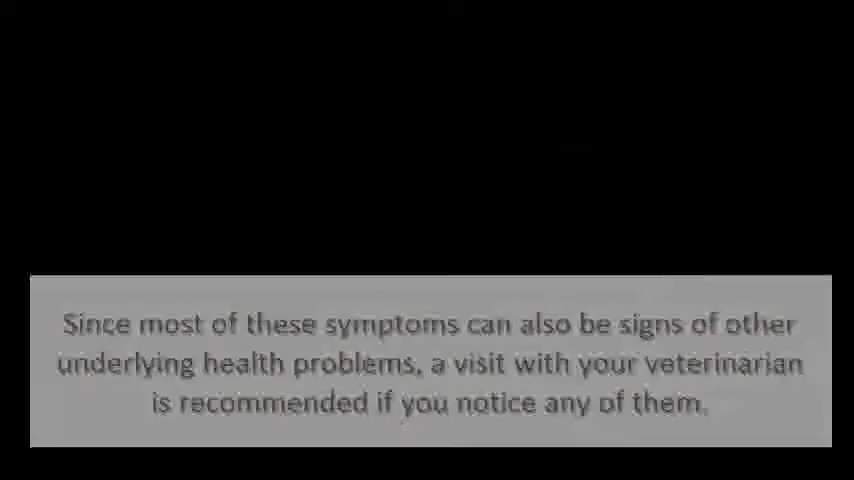 Since most of these symptoms can also be signs of other
underlying health problems, a visit with your veterinarian
is recommended if you notice any of them.